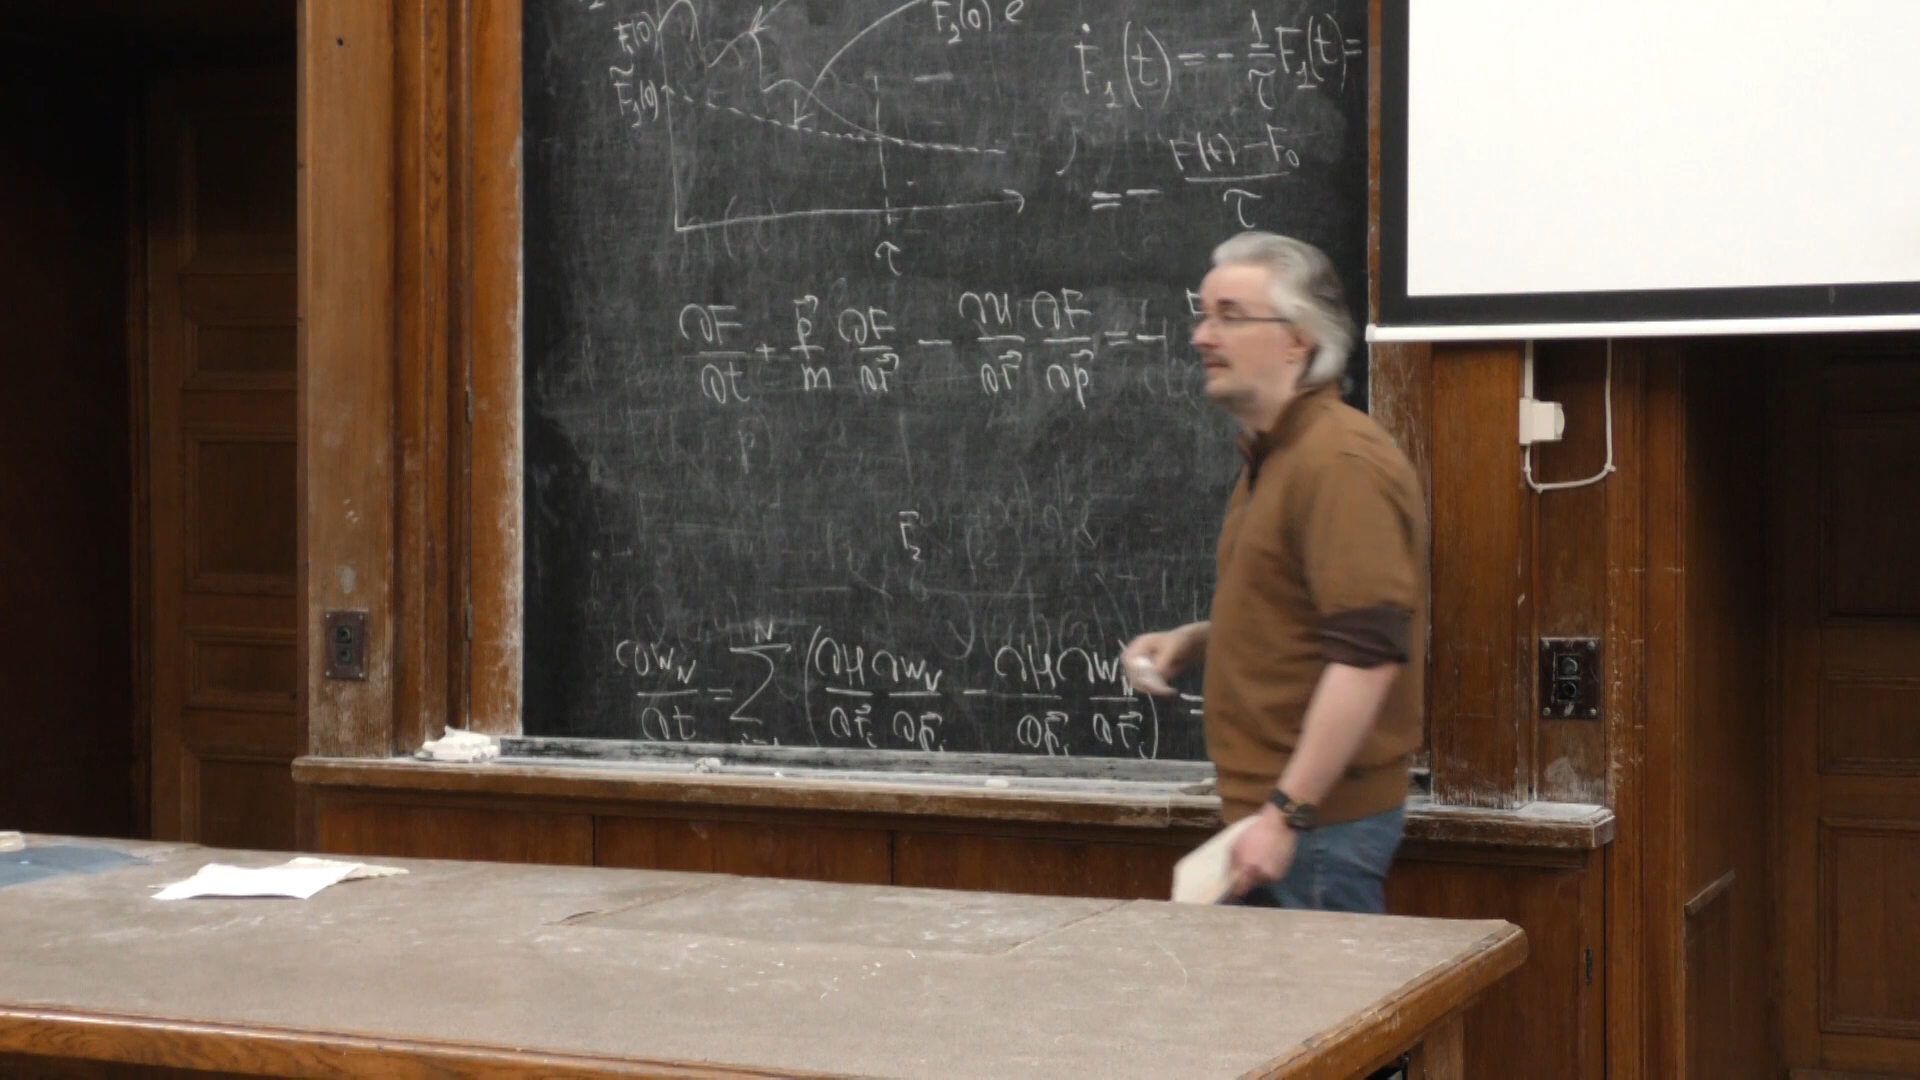 F₂(0) e
F₁(0)
F̃₁(0)
Ḟ₁(t) = - 1/τ F₁(t) =
= - (F(t) - F₀)/τ
τ
∂F/∂t + p⃗/m ∂F/∂r⃗ - ∂U/∂r⃗ ∂F/∂p⃗ = -
F₂
∂w_N/∂t = Σ^N (∂H/∂r⃗ᵢ ∂w_N/∂p⃗ᵢ - ∂H/∂p⃗ᵢ ∂w_N/∂r⃗ᵢ) =